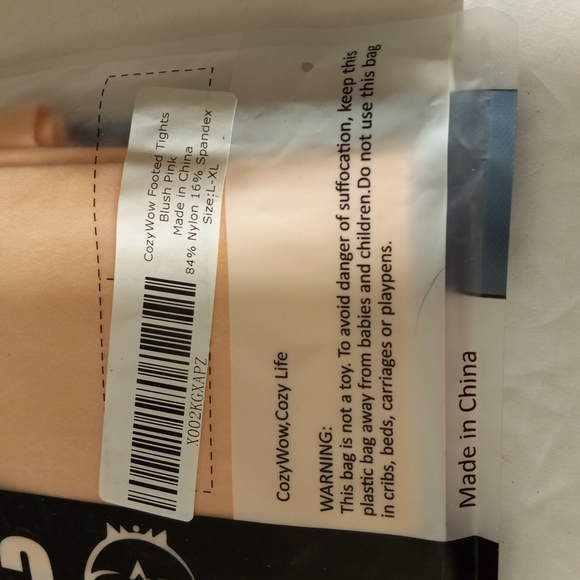 CozyWow Footed Tights
Blush Pink
Made in China
84% Nylon 16% Spandex
Size:L-XL
X002KGXAPZ
CozyWow,Cozy Life
WARNING:
This bag is not a toy. To avoid danger of suffocation, keep this
plastic bag away from babies and children.Do not use this bag
in cribs, beds, carriages or playpens.
Made in China